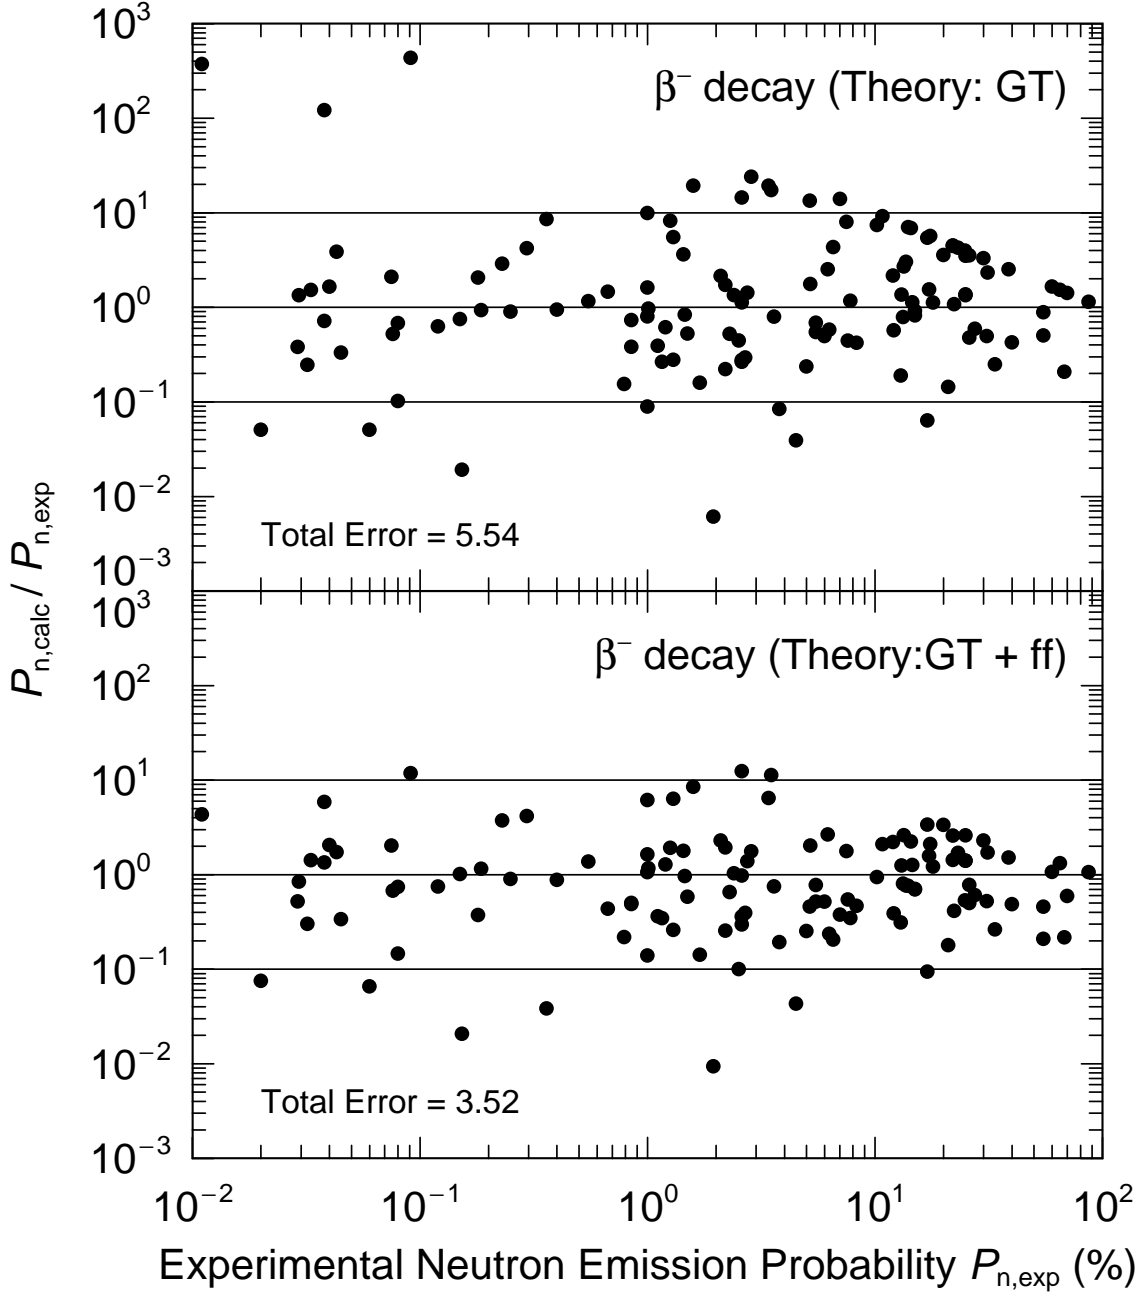 10³
β⁻ decay (Theory: GT)
10²
10¹
10⁰
10⁻¹
10⁻²
Total Error = 5.54
10⁻³
P_n,calc / P_n,exp
10³
β⁻ decay (Theory:GT + ff)
10²
10¹
10⁰
10⁻¹
10⁻²
Total Error = 3.52
10⁻³
10⁻² 10⁻¹ 10⁰ 10¹ 10²
Experimental Neutron Emission Probability P_n,exp (%)